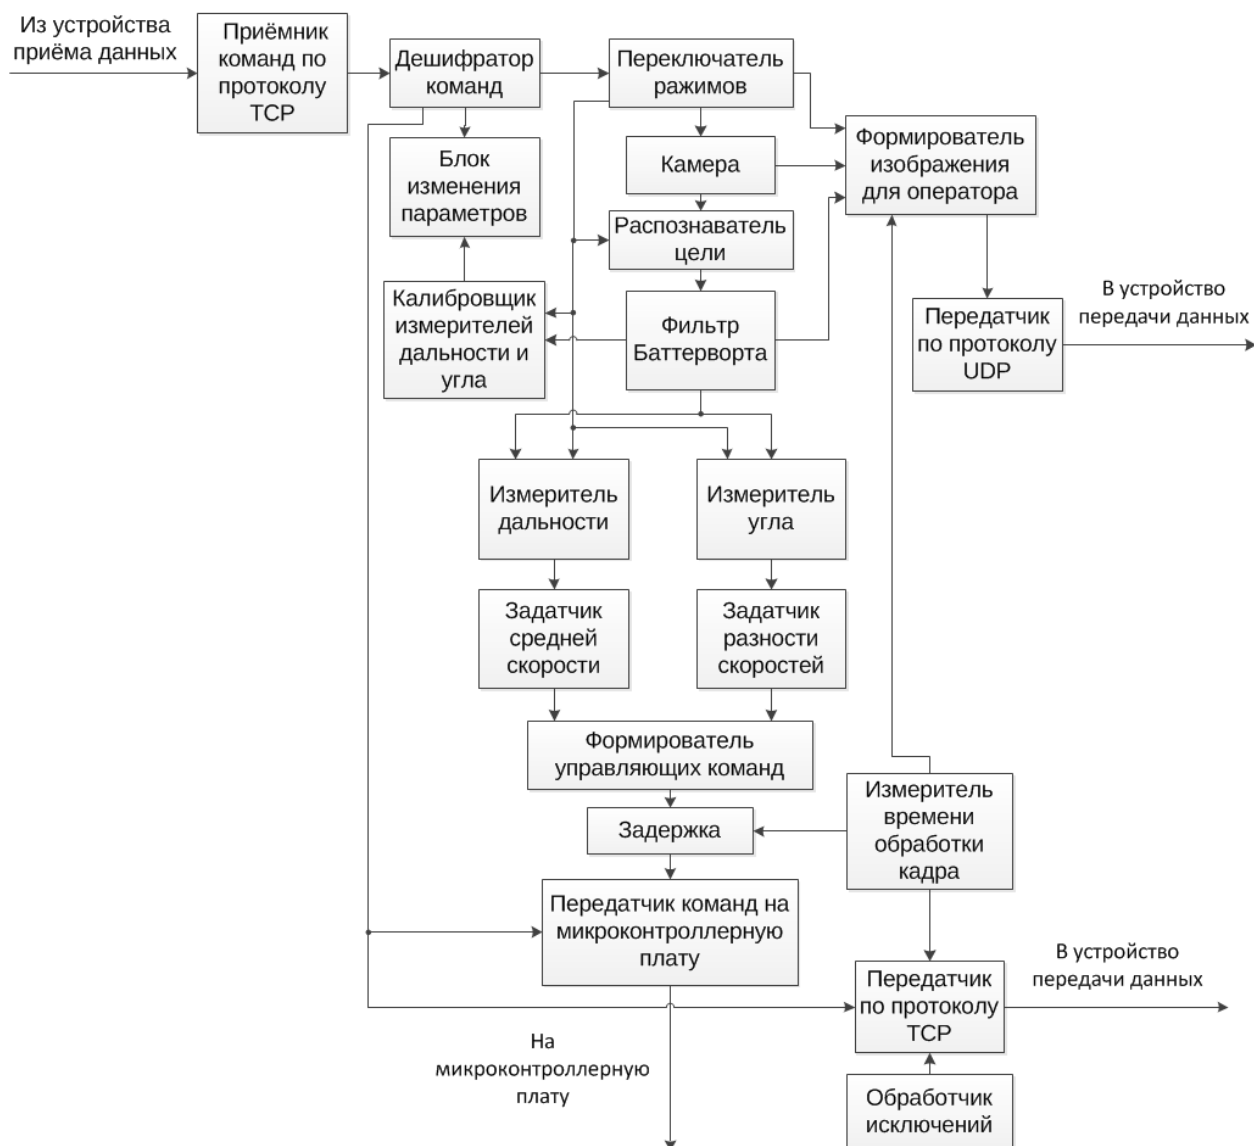 Из устройства
приёма данных
Приёмник
команд по
протоколу
TCP
Дешифратор
команд
Переключатель
ражимов
Формирователь
изображения
для оператора
Блок
изменения
параметров
Камера
Распознаватель
цели
Калибровщик
измерителей
дальности и
угла
Фильтр
Баттерворта
Передатчик
по протоколу
UDP
В устройство
передачи данных
Измеритель
дальности
Измеритель
угла
Задатчик
средней
скорости
Задатчик
разности
скоростей
Формирователь
управляющих команд
Задержка
Измеритель
времени
обработки
кадра
Передатчик команд на
микроконтроллерную
плату
Передатчик
по протоколу
TCP
В устройство
передачи данных
На
микроконтроллерную
плату
Обработчик
исключений